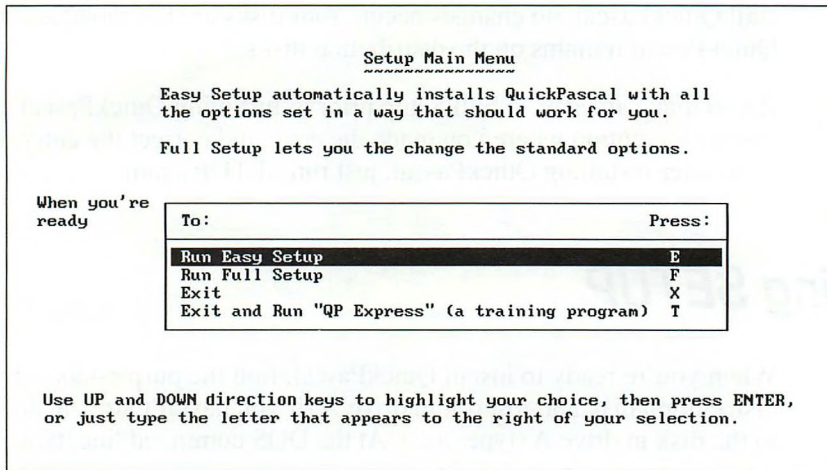 Setup Main Menu
Easy Setup automatically installs QuickPascal with all
the options set in a way that should work for you.
Full Setup lets you the change the standard options.
When you're
ready
To: Press:
Run Easy Setup E
Run Full Setup F
Exit X
Exit and Run "QP Express" (a training program) T
Use UP and DOWN direction keys to highlight your choice, then press ENTER,
or just type the letter that appears to the right of your selection.